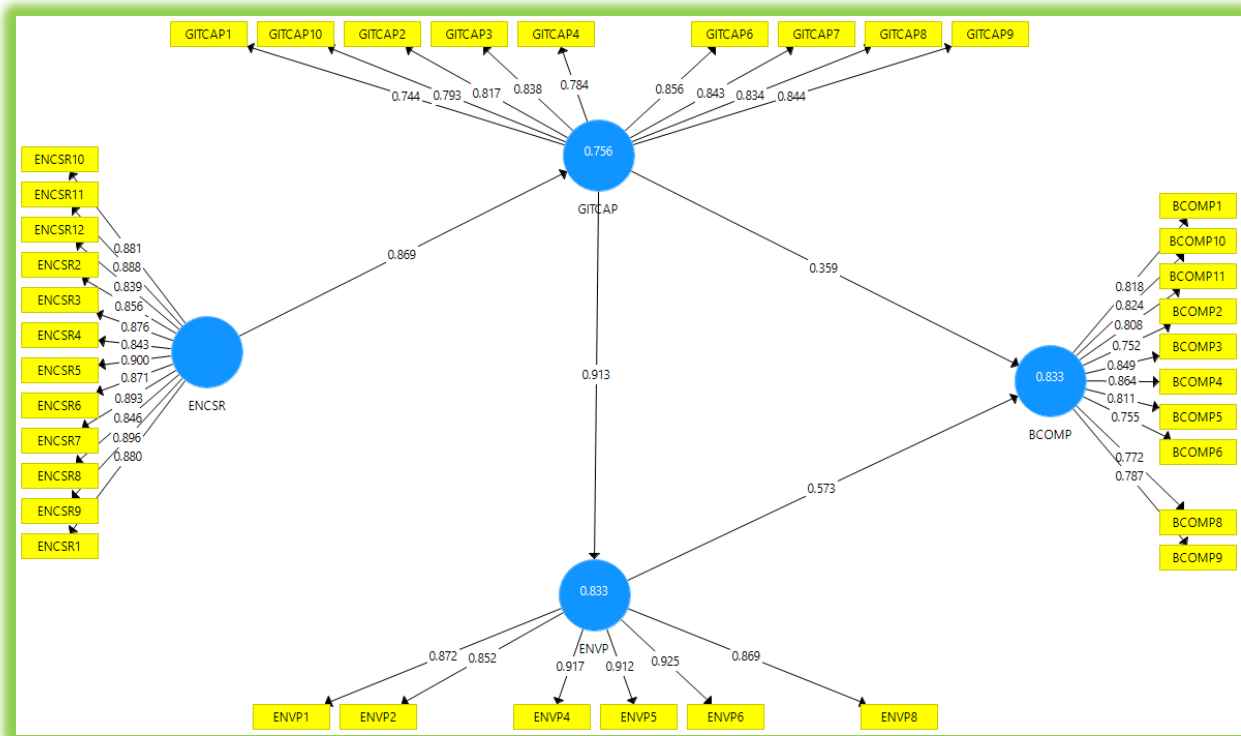 GITCAP1 GITCAP10 GITCAP2 GITCAP3 GITCAP4 GITCAP6 GITCAP7 GITCAP8 GITCAP9
0.744 0.793 0.817 0.838 0.784 0.856 0.843 0.834 0.844
0.756
GITCAP
ENCSR10
ENCSR11
ENCSR12
ENCSR2
ENCSR3
ENCSR4
ENCSR5
ENCSR6
ENCSR7
ENCSR8
ENCSR9
ENCSR1
0.881
0.888
0.839
0.856
0.876
0.843
0.900
0.871
0.893
0.846
0.896
0.880
ENCSR
0.869
0.913
0.359
0.573
0.818
0.824
0.808
0.752
0.849
0.864
0.811
0.755
0.772
0.787
0.833
BCOMP
BCOMP1
BCOMP10
BCOMP11
BCOMP2
BCOMP3
BCOMP4
BCOMP5
BCOMP6
BCOMP8
BCOMP9
0.833
ENVP
0.872 0.852 0.917 0.912 0.925 0.869
ENVP1 ENVP2 ENVP4 ENVP5 ENVP6 ENVP8